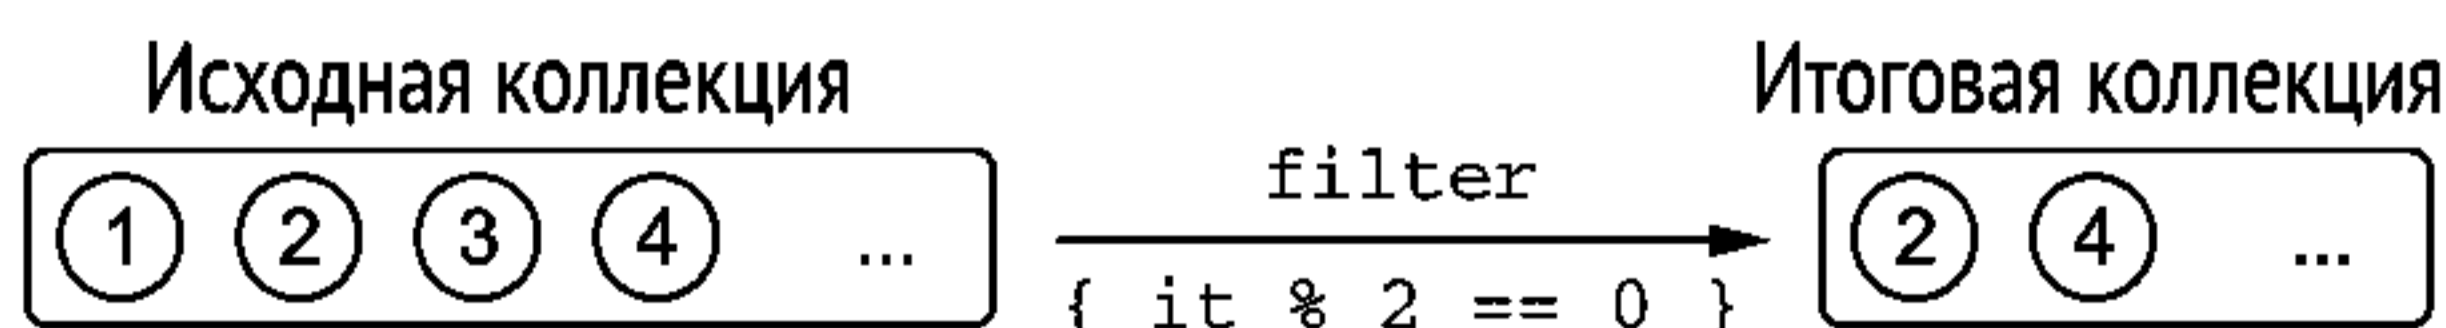 Исходная коллекция
Итоговая коллекция
filter
1 2 3 4 ...
2 4 ...
{ it % 2 == 0 }